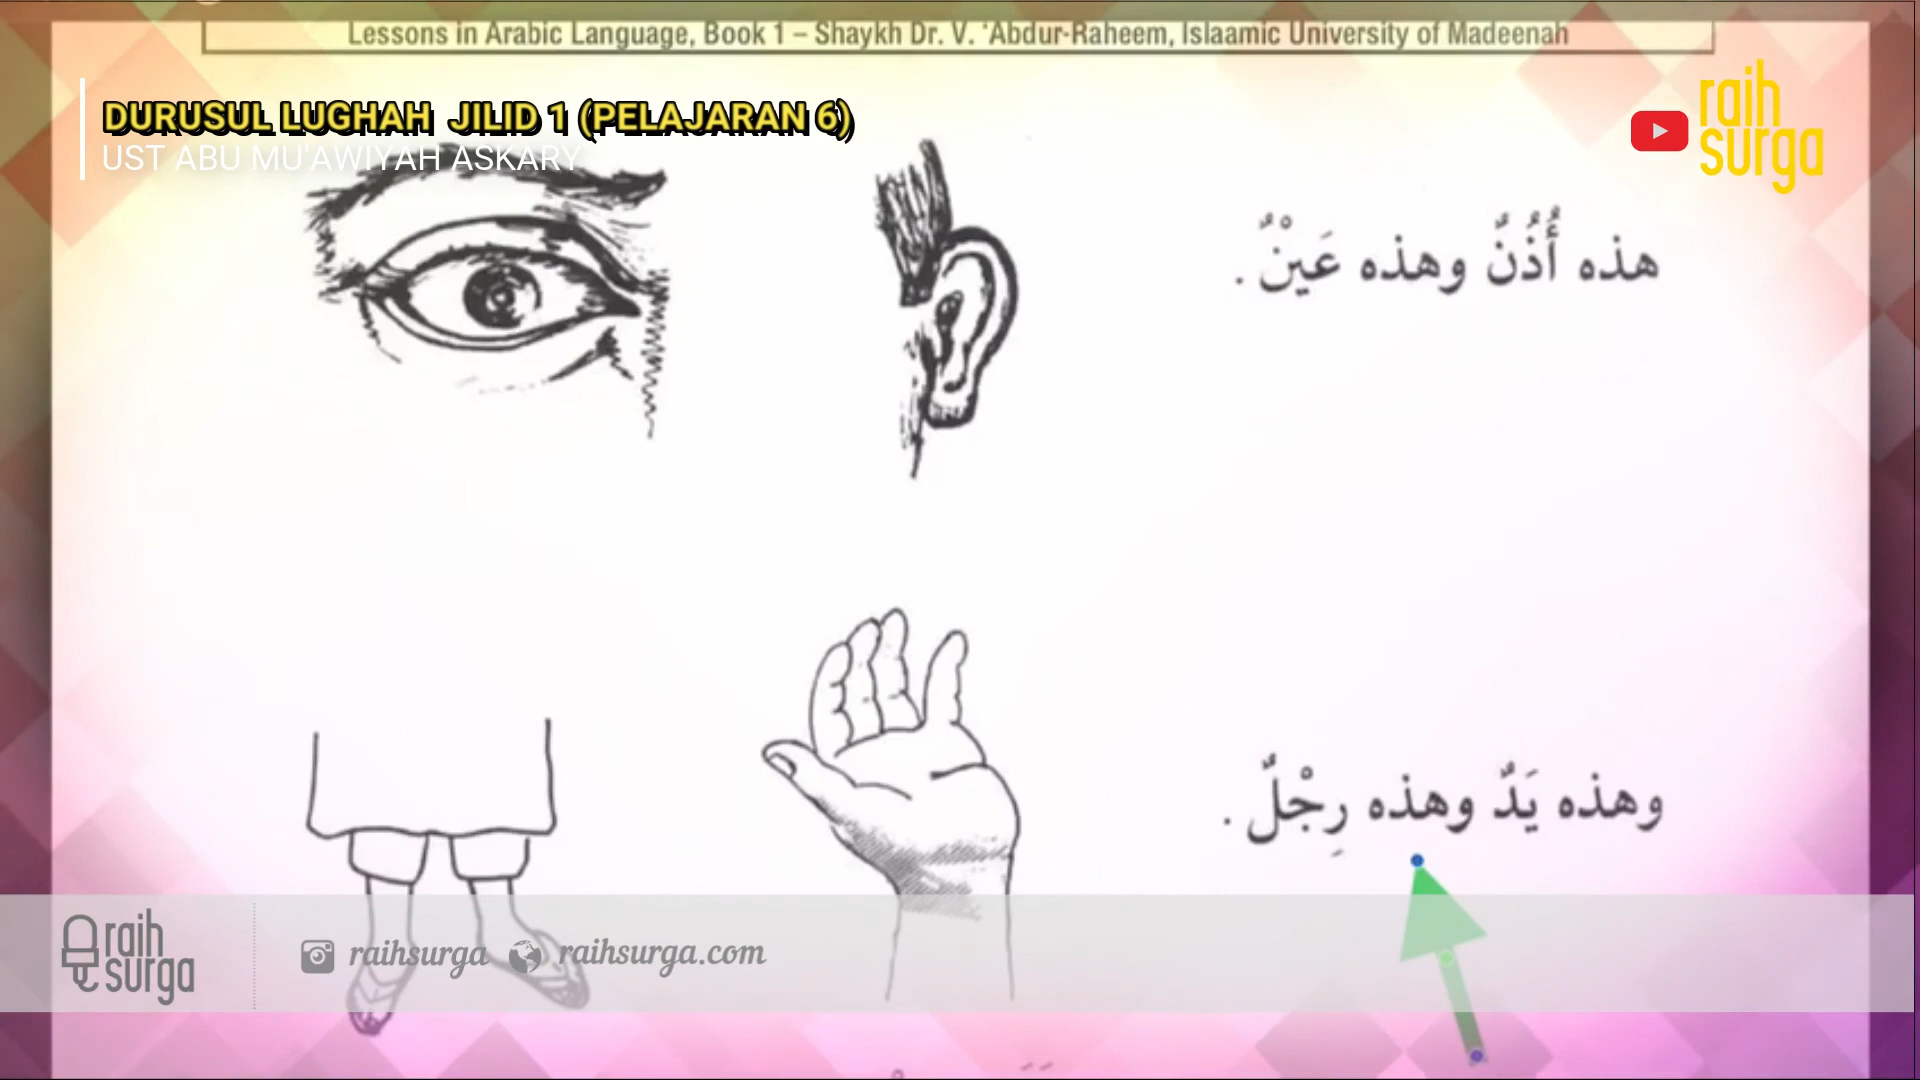 Lessons in Arabic Language, Book 1 – Shaykh Dr. V. 'Abdur-Raheem, Islaamic University of Madeenah
DURUSUL LUGHAH JILID 1 (PELAJARAN 6)
UST ABU MU'AWIYAH ASKARY
raih
surga
هذه أُذُنٌ وهذه عَيْنٌ .
وهذه يَدٌ وهذه رِجْلٌ .
raih
surga
raihsurga
raihsurga.com